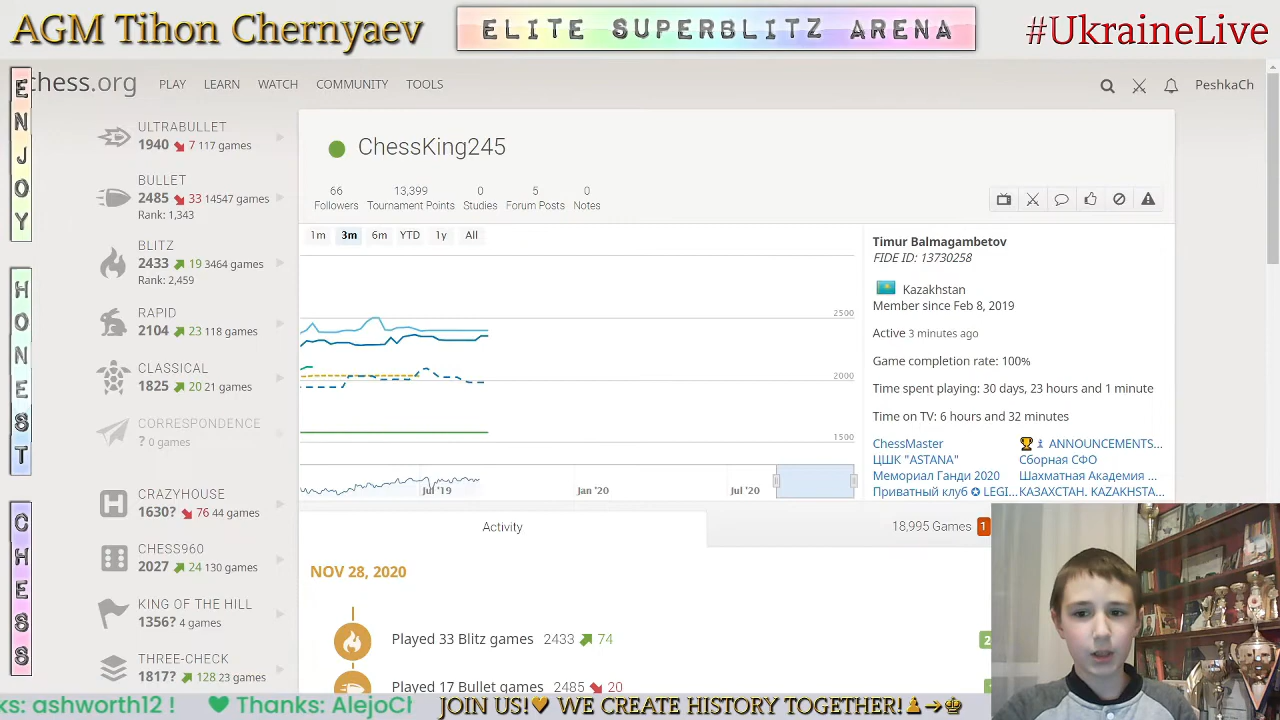 AGM Tihon Chernyaev
ELITE SUPERBLITZ ARENA
#UkraineLive
ENJOY
HONEST
CHESS
chess.org
PLAY LEARN WATCH COMMUNITY TOOLS
PeshkaCh
ULTRABULLET
1940 7 117 games
BULLET
2485 33 14547 games
Rank: 1,343
BLITZ
2433 19 3464 games
Rank: 2,459
RAPID
2104 23 118 games
CLASSICAL
1825 20 21 games
CORRESPONDENCE
? 0 games
CRAZYHOUSE
1630? 76 44 games
CHESS960
2027 24 130 games
KING OF THE HILL
1356? 4 games
THREE-CHECK
1817? 128 23 games
ChessKing245
66 13,399 0 5 0
Followers Tournament Points Studies Forum Posts Notes
1m 3m 6m YTD 1y All
2500
2000
1500
Jul '19 Jan '20 Jul '20
Timur Balmagambetov
FIDE ID: 13730258
Kazakhstan
Member since Feb 8, 2019
Active 3 minutes ago
Game completion rate: 100%
Time spent playing: 30 days, 23 hours and 1 minute
Time on TV: 6 hours and 32 minutes
ChessMaster ANNOUNCEMENTS...
ЦШК "ASTANA" Сборная СФО
Мемориал Ганди 2020 Шахматная Академия ...
Приватный клуб ✪ LEGI... КАЗАХСТАН. KAZAKHSTA...
Activity 18,995 Games 1
NOV 28, 2020
Played 33 Blitz games 2433 74
2
Played 17 Bullet games 2485 20
ks: ashworth12 ! ♥ Thanks: AlejoCh
JOIN US!♥ WE CREATE HISTORY TOGETHER!♟→♔